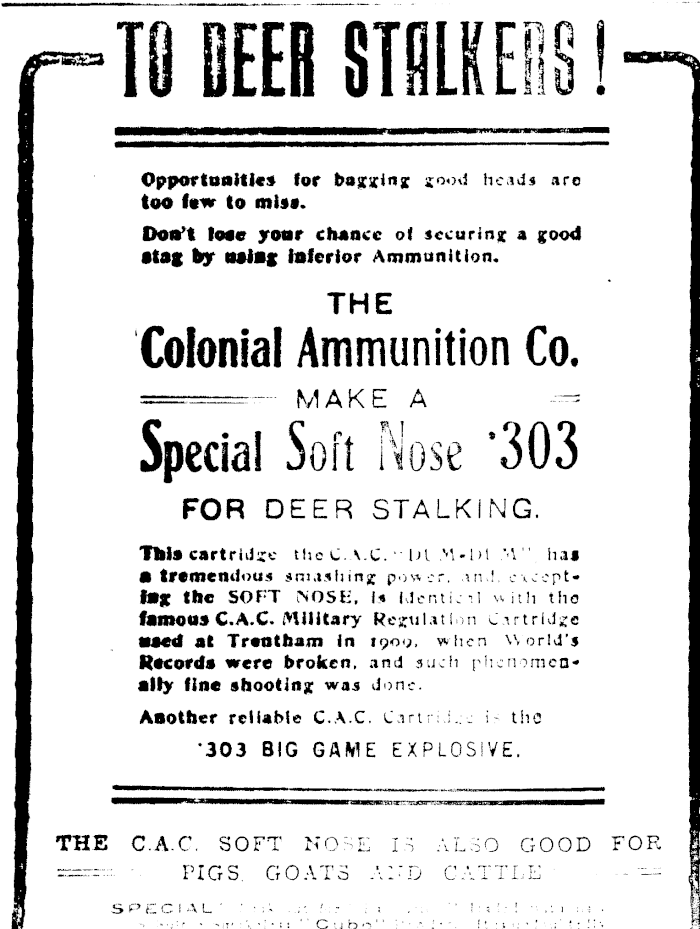 TO DEER STALKERS!
Opportunities for bagging good heads are
too few to miss.
Don't lose your chance of securing a good
stag by using inferior Ammunition.
THE
Colonial Ammunition Co.
MAKE A
Special Soft Nose '303
FOR DEER STALKING.
This cartridge the C.A.C. "DUM-DUM" has
a tremendous smashing power, and, except-
ing the SOFT NOSE, is identical with the
famous C.A.C. Military Regulation Cartridge
used at Trentham in 1909, when World's
Records were broken, and such phenomen-
ally fine shooting was done.
Another reliable C.A.C. Cartridge is the
'303 BIG GAME EXPLOSIVE.
THE C.A.C. SOFT NOSE IS ALSO GOOD FOR
PIGS, GOATS AND CATTLE
SPECIAL